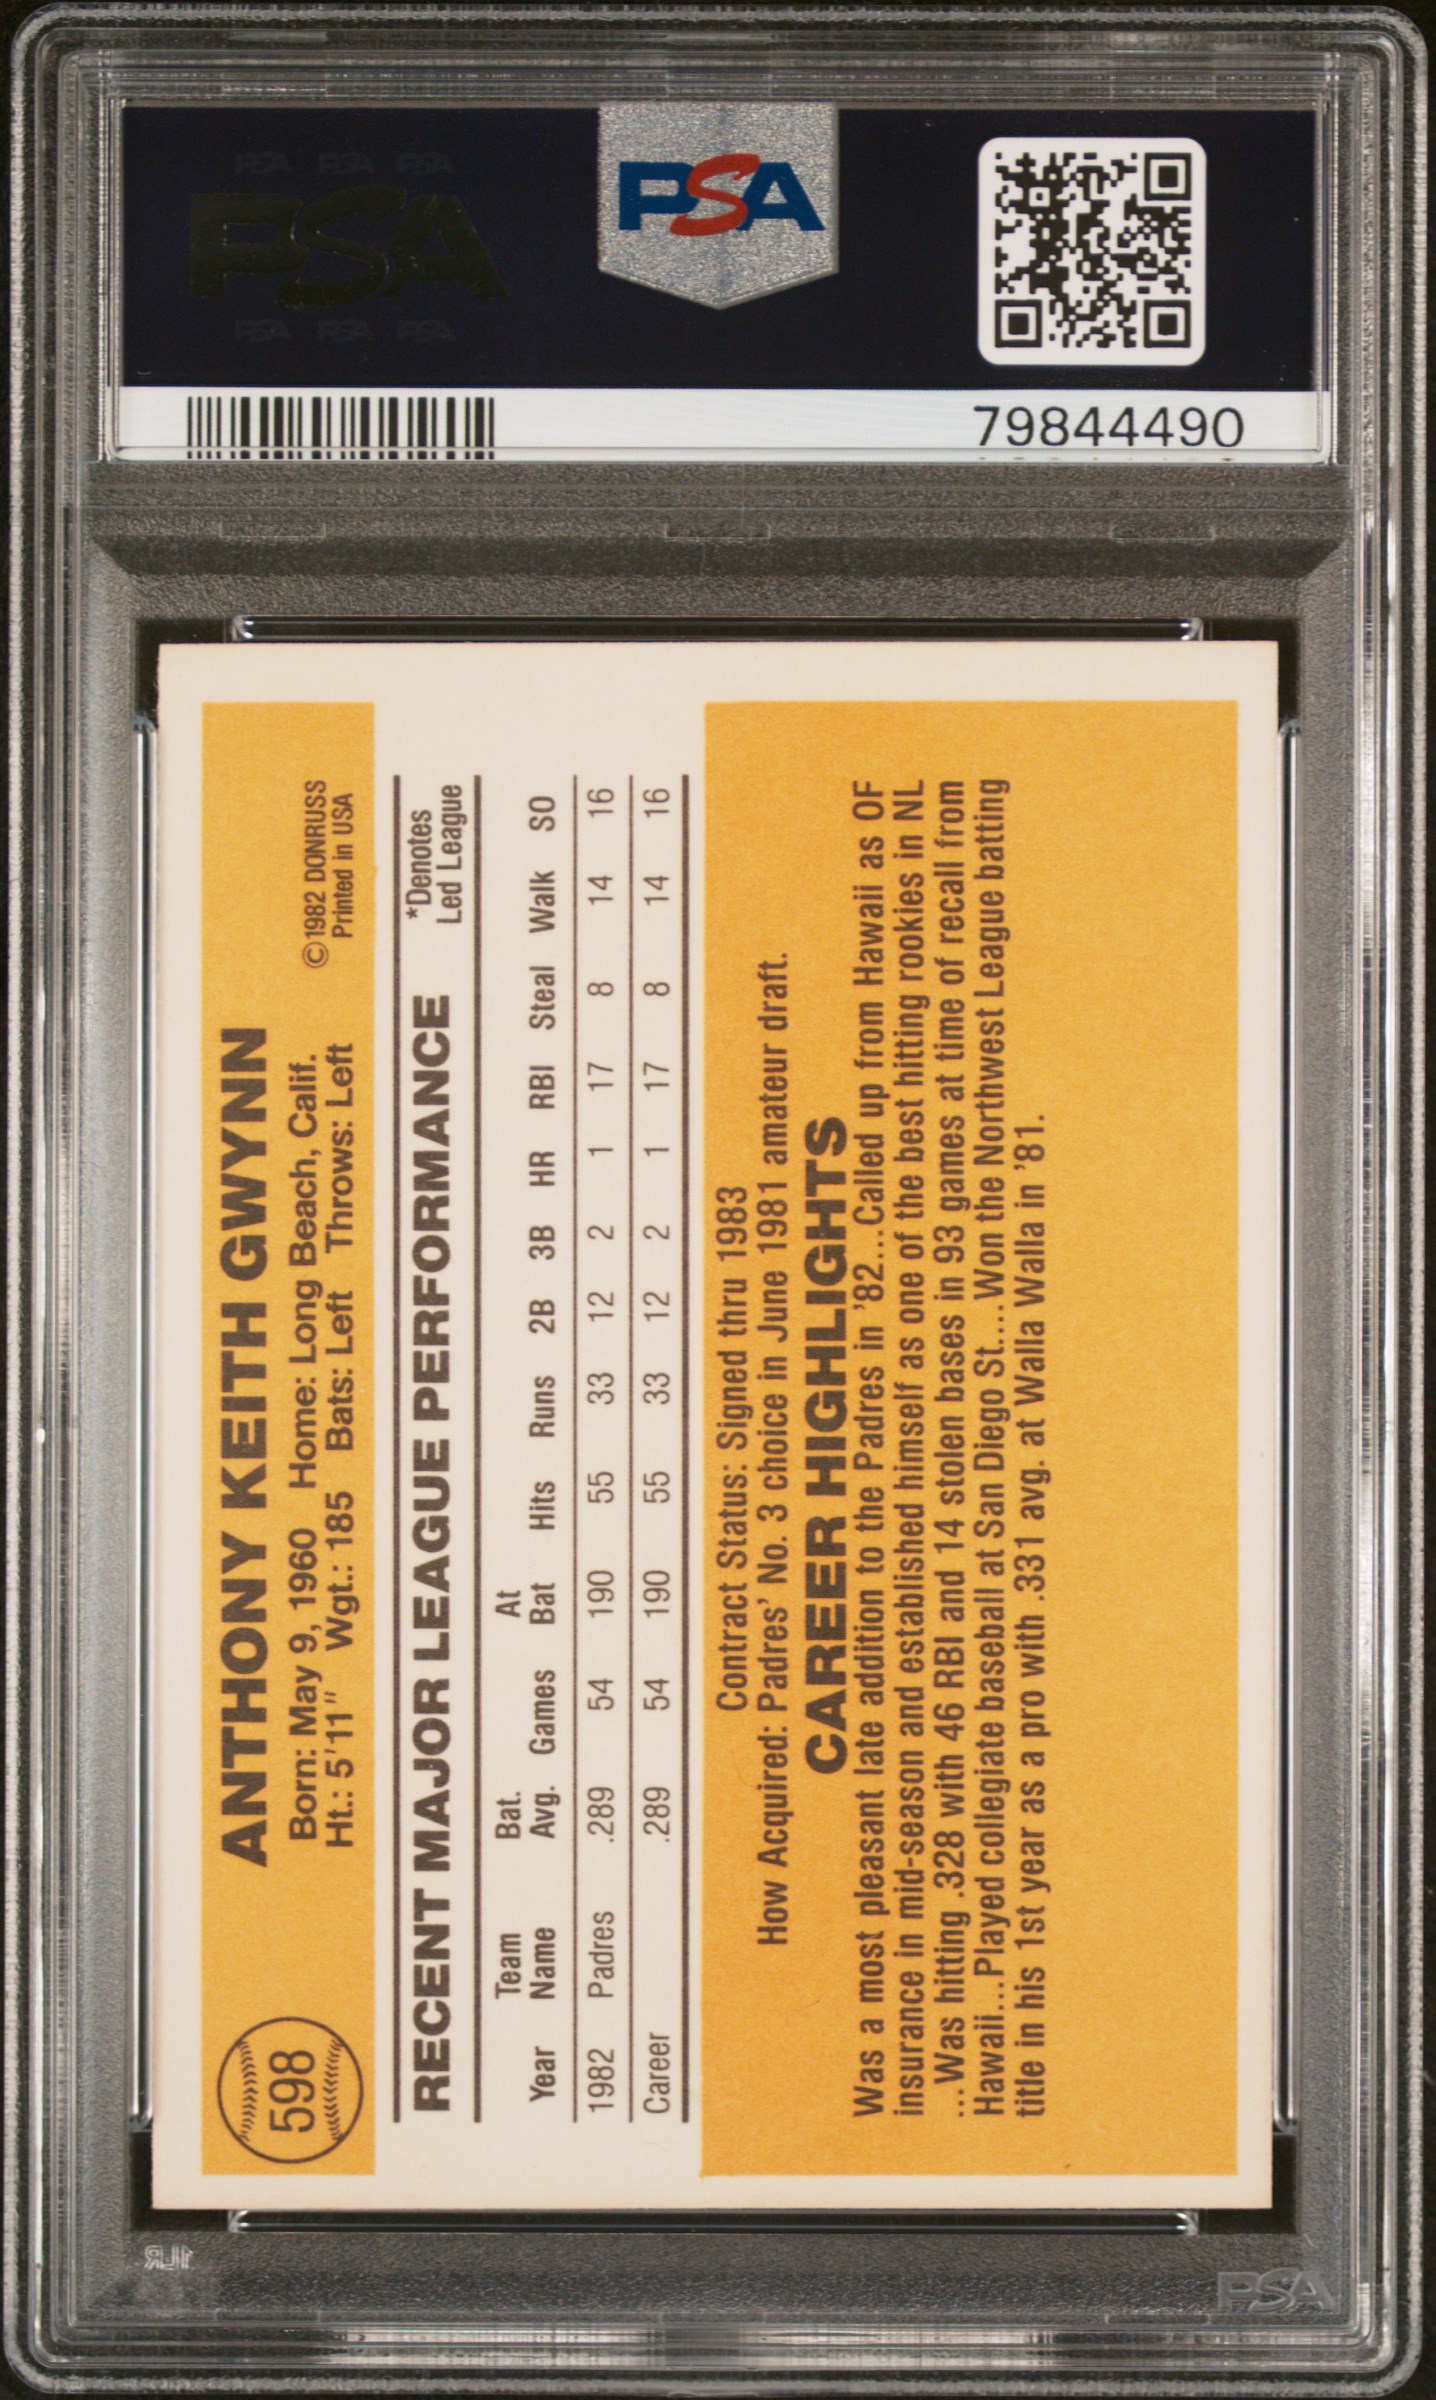 PSA PSA PSA
PSA
PSA PSA PSA
PSA
79844490
598
ANTHONY KEITH GWYNN
Born: May 9, 1960 Home: Long Beach, Calif.
Ht.: 5'11" Wgt.: 185 Bats: Left Throws: Left
©1982 DONRUSS
Printed in USA
RECENT MAJOR LEAGUE PERFORMANCE
*Denotes
Led League
Year Team Name Bat. Avg. Games At Bat Hits Runs 2B 3B HR RBI Steal Walk SO
1982 Padres .289 54 190 55 33 12 2 1 17 8 14 16
Career .289 54 190 55 33 12 2 1 17 8 14 16
Contract Status: Signed thru 1983
How Acquired: Padres' No. 3 choice in June 1981 amateur draft.
CAREER HIGHLIGHTS
Was a most pleasant late addition to the Padres in '82...Called up from Hawaii as OF
insurance in mid-season and established himself as one of the best hitting rookies in NL
...Was hitting .328 with 46 RBI and 14 stolen bases in 93 games at time of recall from
Hawaii...Played collegiate baseball at San Diego St....Won the Northwest League batting
title in his 1st year as a pro with .331 avg. at Walla Walla in '81.
PSA